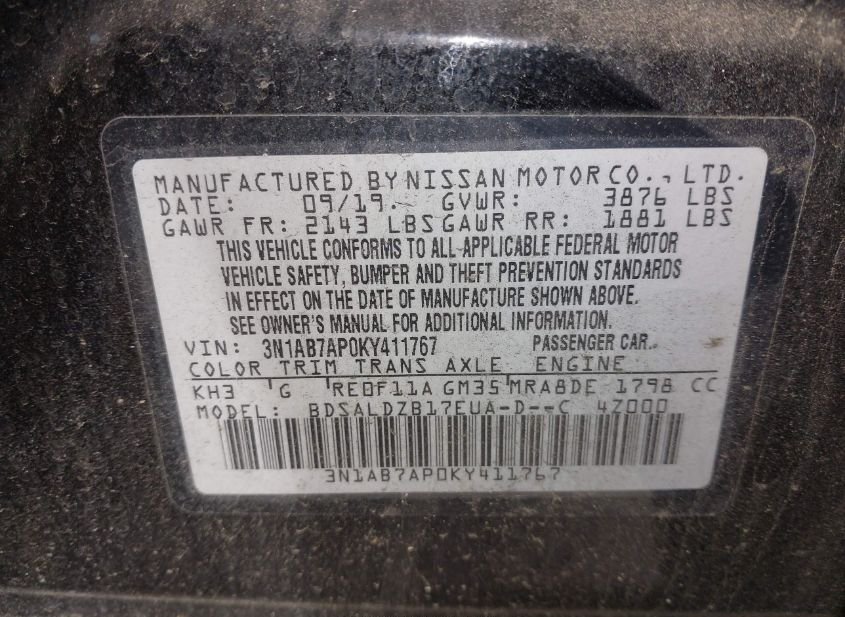 MANUFACTURED BY NISSAN MOTOR CO., LTD.
DATE: 09/19 GVWR: 3876 LBS
GAWR FR: 2143 LBS GAWR RR: 1881 LBS
THIS VEHICLE CONFORMS TO ALL APPLICABLE FEDERAL MOTOR
VEHICLE SAFETY, BUMPER AND THEFT PREVENTION STANDARDS
IN EFFECT ON THE DATE OF MANUFACTURE SHOWN ABOVE.
SEE OWNER'S MANUAL FOR ADDITIONAL INFORMATION.
VIN: 3N1AB7AP0KY411767 PASSENGER CAR.
COLOR TRIM TRANS AXLE ENGINE
KH3 G RE0F11A GM35 MRA8DE 1798 CC
MODEL: BDSALDZB17EUA-D--C 4Z000
3N1AB7AP0KY411767